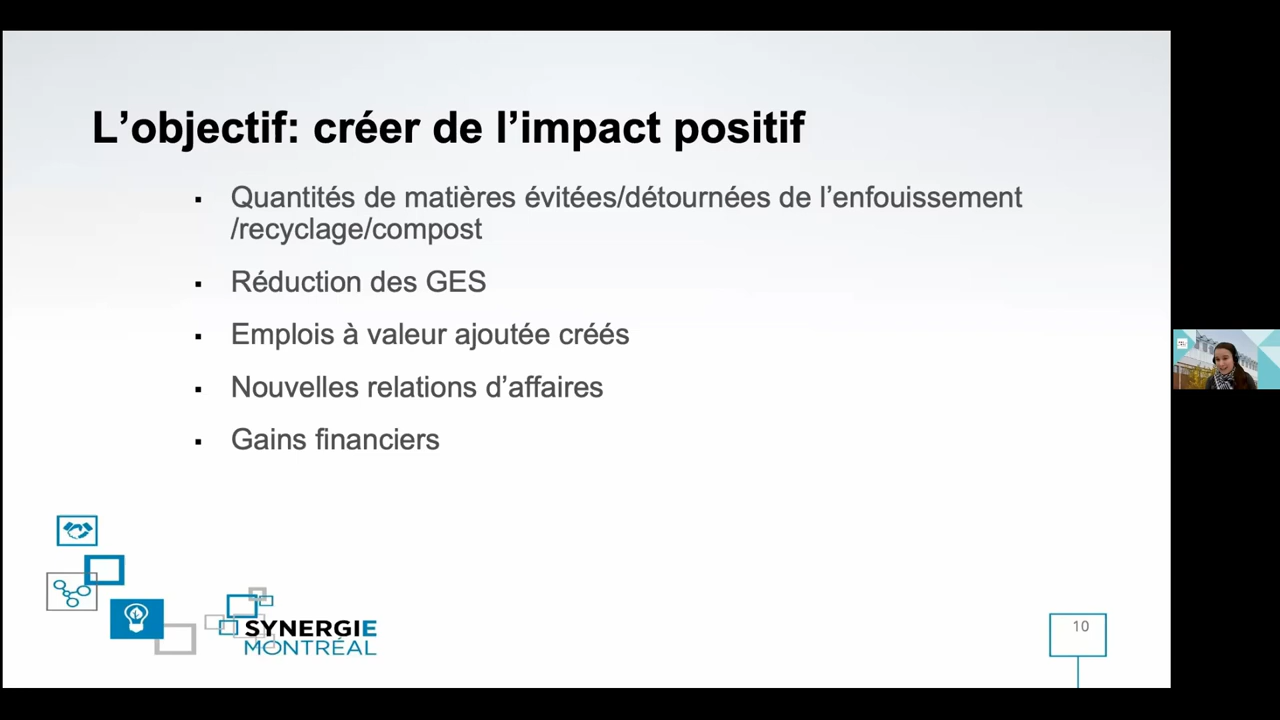 L’objectif: créer de l’impact positif
▪ Quantités de matières évitées/détournées de l’enfouissement
/recyclage/compost
▪ Réduction des GES
▪ Emplois à valeur ajoutée créés
▪ Nouvelles relations d’affaires
▪ Gains financiers
SYNERGIE
MONTRÉAL
10